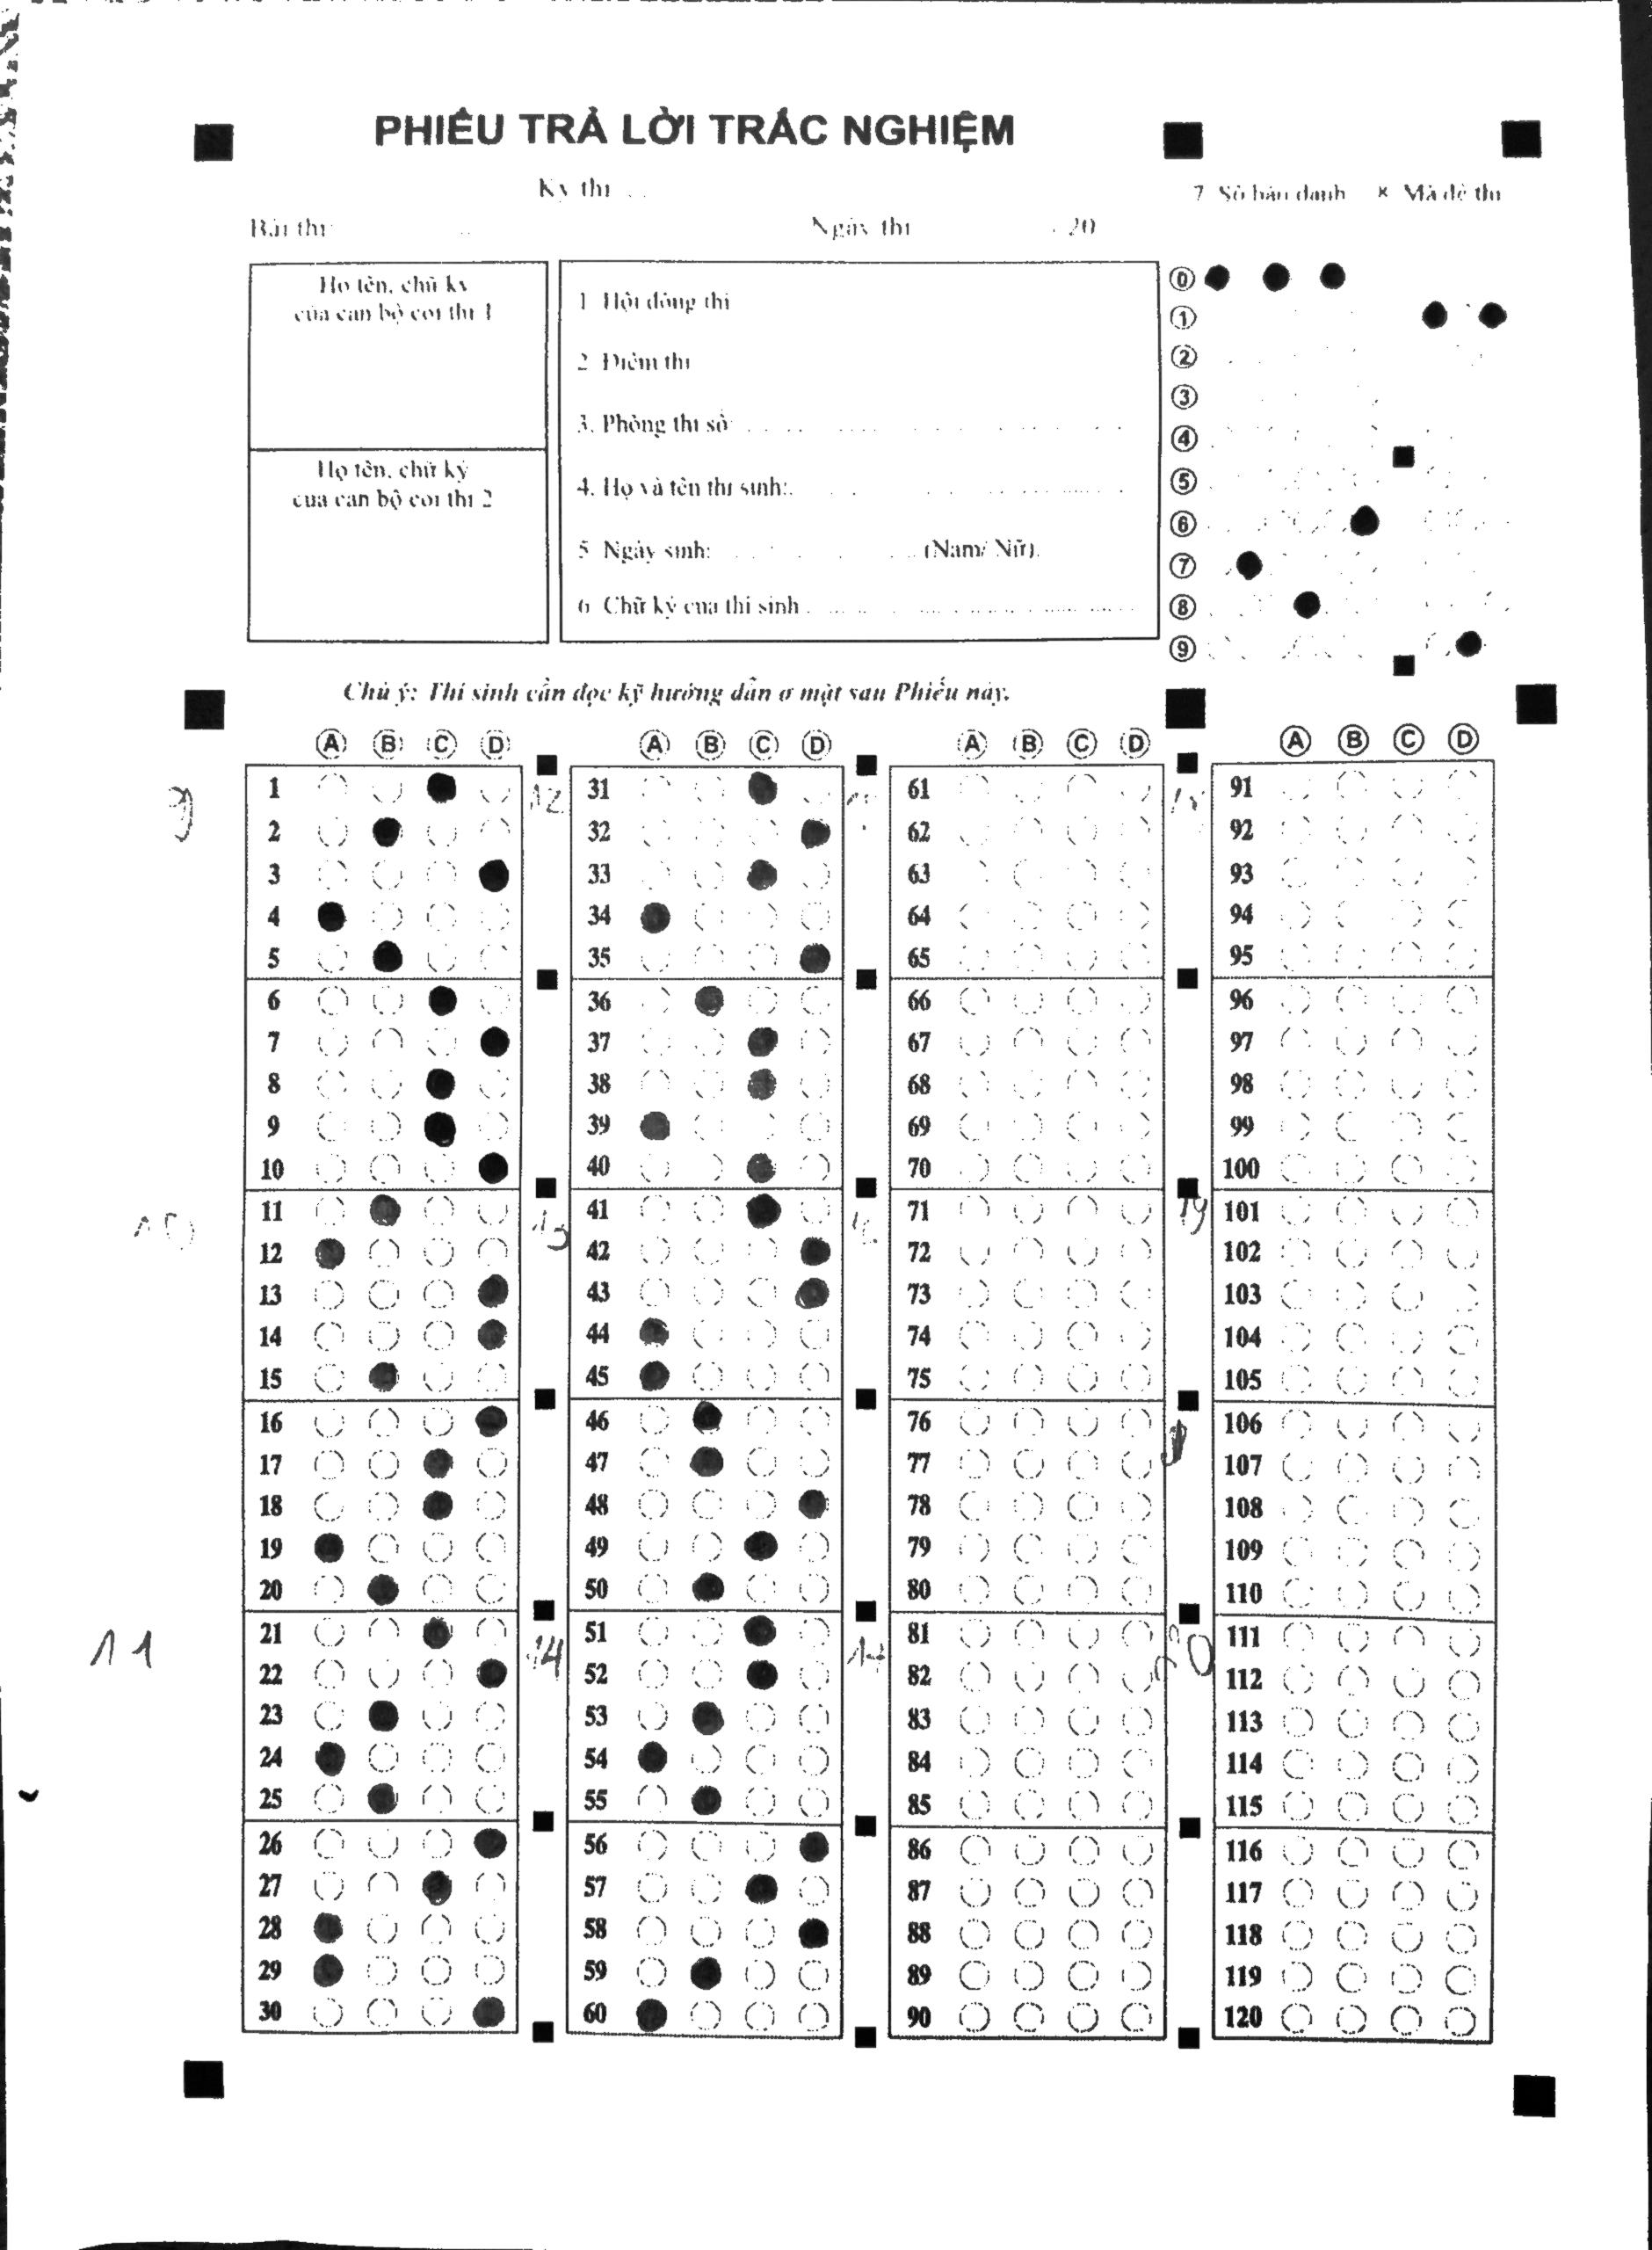 PHIẾU TRẢ LỜI TRẮC NGHIỆM
Kỳ thi
7. Số báo danh 8. Mã đề thi
Bài thi: Ngày thi 20
Họ tên, chữ ký
của cán bộ coi thi 1
Họ tên, chữ ký
của cán bộ coi thi 2
1. Hội đồng thi
2. Điểm thi
3. Phòng thi số:
4. Họ và tên thí sinh:
5. Ngày sinh: (Nam/ Nữ).
6. Chữ ký của thí sinh
0
1
2
3
4
5
6
7
8
9
Chú ý: Thí sinh cần đọc kỹ hướng dẫn ở mặt sau Phiếu này.
A B C D A B C D A B C D A B C D
1 31 61 91
2 32 62 92
3 33 63 93
4 34 64 94
5 35 65 95
6 36 66 96
7 37 67 97
8 38 68 98
9 39 69 99
10 40 70 100
11 41 71 101
12 42 72 102
13 43 73 103
14 44 74 104
15 45 75 105
16 46 76 106
17 47 77 107
18 48 78 108
19 49 79 109
20 50 80 110
21 51 81 111
22 52 82 112
23 53 83 113
24 54 84 114
25 55 85 115
26 56 86 116
27 57 87 117
28 58 88 118
29 59 89 119
30 60 90 120
9
12
10
13
19
11
14